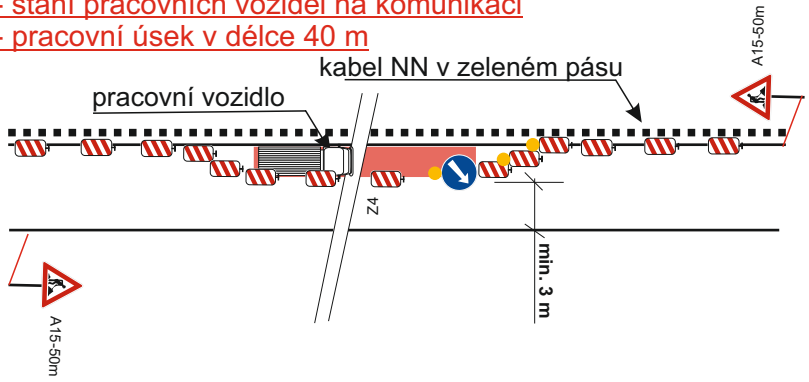 - stání pracovních vozidel na komunikaci
- pracovní úsek v délce 40 m
kabel NN v zeleném pásu
pracovní vozidlo
A15-50m
Z4
min. 3 m
A15-50m